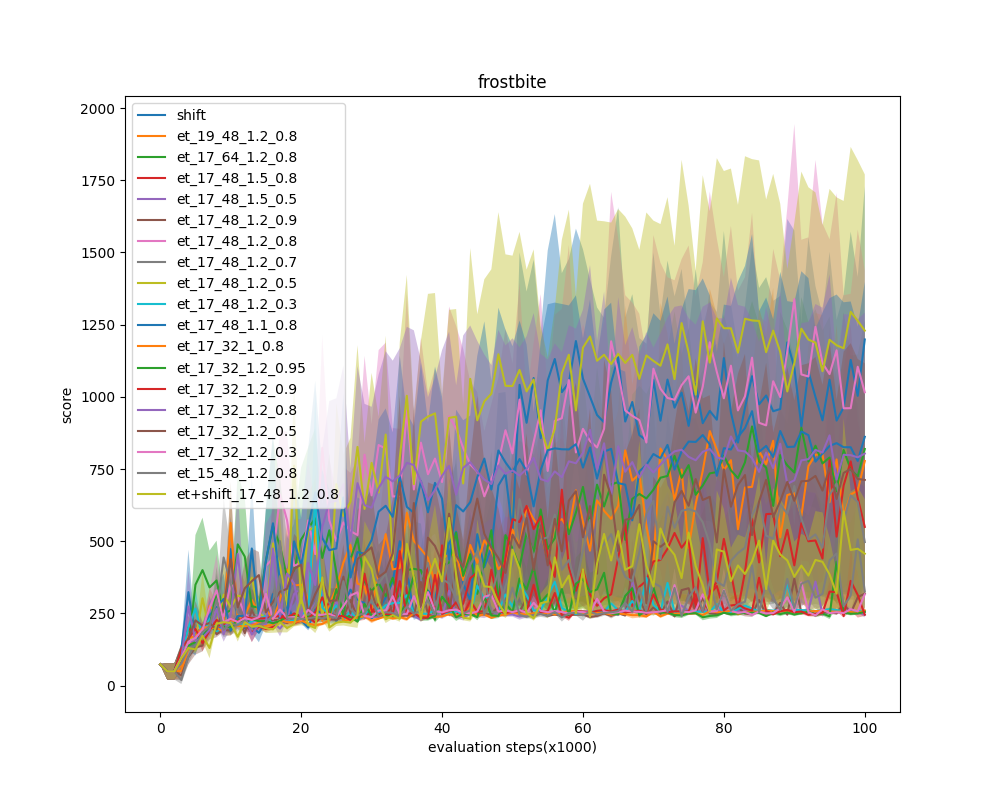 frostbite
2000
1750
1500
1250
1000
750
500
250
0
score
shift
et_19_48_1.2_0.8
et_17_64_1.2_0.8
et_17_48_1.5_0.8
et_17_48_1.5_0.5
et_17_48_1.2_0.9
et_17_48_1.2_0.8
et_17_48_1.2_0.7
et_17_48_1.2_0.5
et_17_48_1.2_0.3
et_17_48_1.1_0.8
et_17_32_1_0.8
et_17_32_1.2_0.95
et_17_32_1.2_0.9
et_17_32_1.2_0.8
et_17_32_1.2_0.5
et_17_32_1.2_0.3
et_15_48_1.2_0.8
et+shift_17_48_1.2_0.8
0 20 40 60 80 100
evaluation steps(x1000)